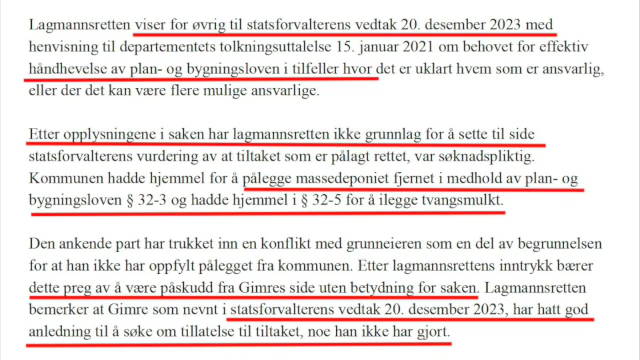 Lagmannsretten viser for øvrig til statsforvalterens vedtak 20. desember 2023 med
henvisning til departementets tolkningsuttalelse 15. januar 2021 om behovet for effektiv
håndhevelse av plan- og bygningsloven i tilfeller hvor det er uklart hvem som er ansvarlig,
eller der det kan være flere mulige ansvarlige.
Etter opplysningene i saken har lagmannsretten ikke grunnlag for å sette til side
statsforvalterens vurdering av at tiltaket som er pålagt rettet, var søknadspliktig.
Kommunen hadde hjemmel for å pålegge massedeponiet fjernet i medhold av plan- og
bygningsloven § 32-3 og hadde hjemmel i § 32-5 for å ilegge tvangsmulkt.
Den ankende part har trukket inn en konflikt med grunneieren som en del av begrunnelsen
for at han ikke har oppfylt pålegget fra kommunen. Etter lagmannsrettens inntrykk bærer
dette preg av å være påskudd fra Gimres side uten betydning for saken. Lagmannsretten
bemerker at Gimre som nevnt i statsforvalterens vedtak 20. desember 2023, har hatt god
anledning til å søke om tillatelse til tiltaket, noe han ikke har gjort.